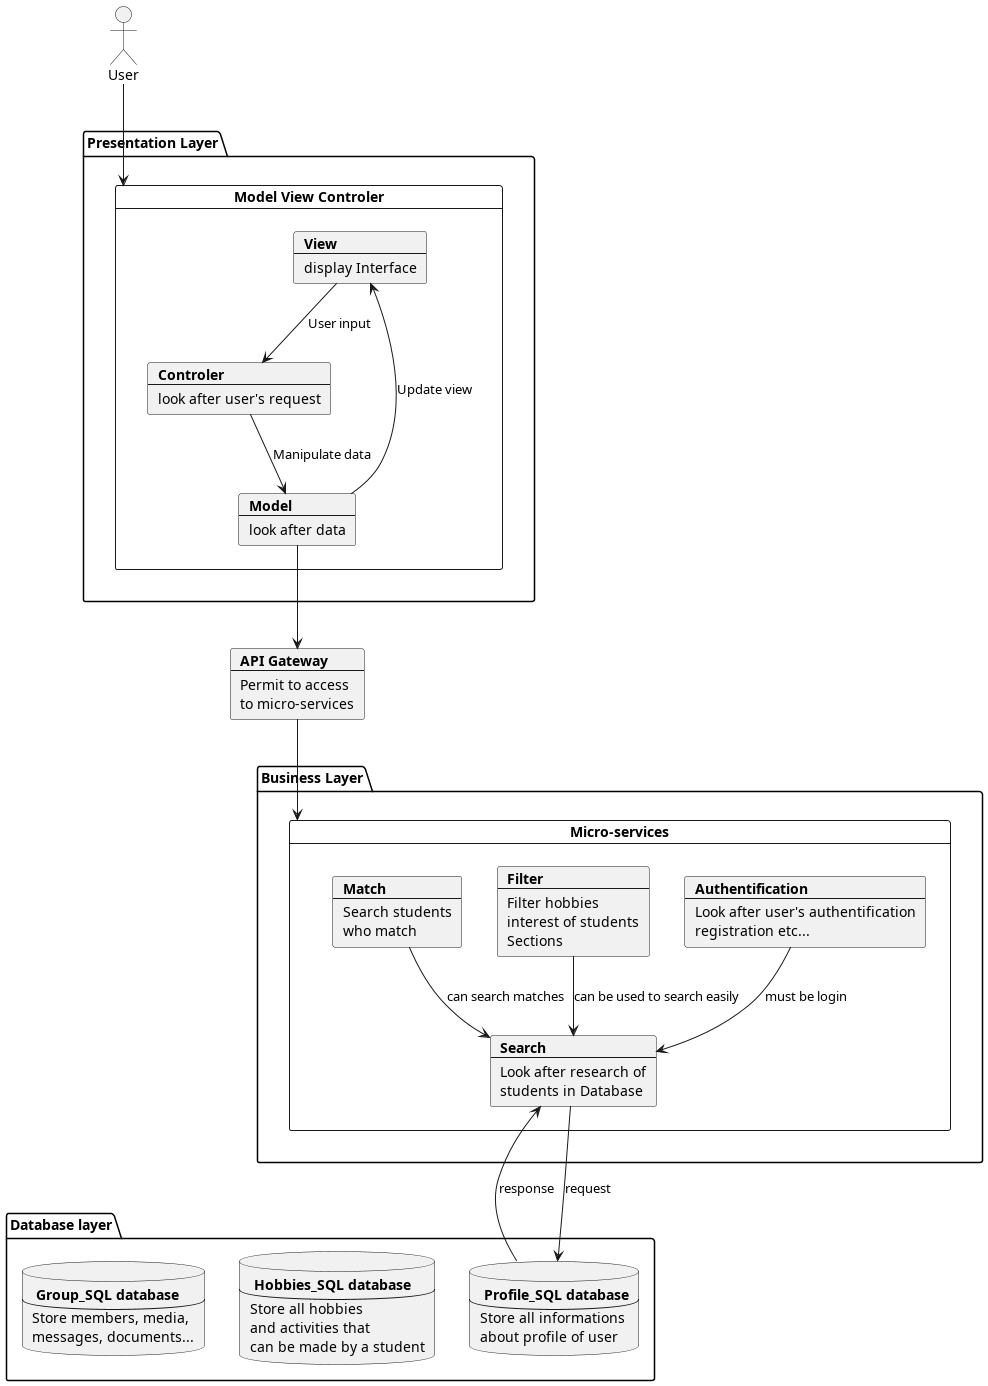 User
Presentation Layer
Model View Controler
View
display Interface
User input
Controler
look after user's request
Update view
Manipulate data
Model
look after data
API Gateway
Permit to access
to micro-services
Business Layer
Micro-services
Match
Search students
who match
Filter
Filter hobbies
interest of students
Sections
Authentification
Look after user's authentification
registration etc...
can search matches
can be used to search easily
must be login
Search
Look after research of
students in Database
response
request
Database layer
Group_SQL database
Store members, media,
messages, documents...
Hobbies_SQL database
Store all hobbies
and activities that
can be made by a student
Profile_SQL database
Store all informations
about profile of user